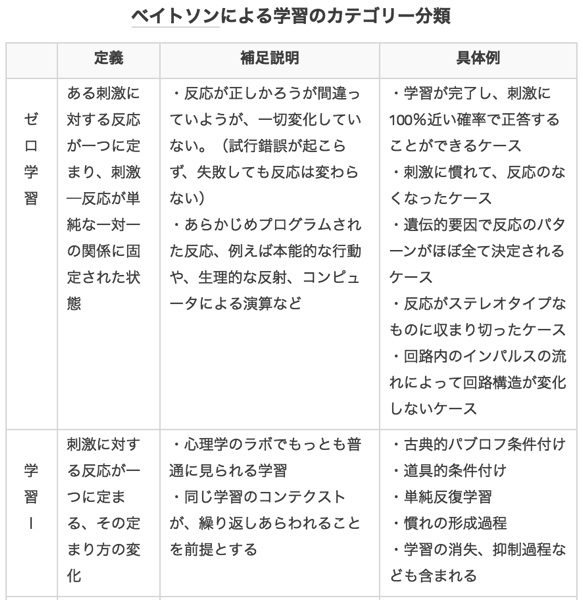 ベイトソンによる学習のカテゴリー分類
定義
補足説明
具体例
ゼ
ロ
学
習
ある刺激に
対する反応
が一つに定
まり、刺激
—反応が単
純な一対一
の関係に固
定された状
態
・反応が正しかろうが間違っ
ていようが、一切変化してい
ない。（試行錯誤が起こら
ず、失敗しても反応は変わら
ない）
・あらかじめプログラムされ
た反応、例えば本能的な行動
や、生理的な反射、コンピュ
ータによる演算など
・学習が完了し、刺激に
100%近い確率で正答する
ことができるケース
・刺激に慣れて、反応のな
くなったケース
・遺伝的要因で反応のパタ
ーンがほぼ全て決定される
ケース
・反応がステレオタイプな
ものに収まり切ったケース
・回路内のインパルスの流
れによって回路構造が変化
しないケース
学
習
Ⅰ
刺激に対す
る反応が一
つに定ま
る、その定
まり方の変
化
・心理学のラボでもっとも普
通に見られる学習
・同じ学習のコンテクスト
が、繰り返しあらわれること
を前提とする
・古典的パブロフ条件付け
・道具的条件付け
・単純反復学習
・慣れの形成過程
・学習の消失、抑制過程な
ども含まれる